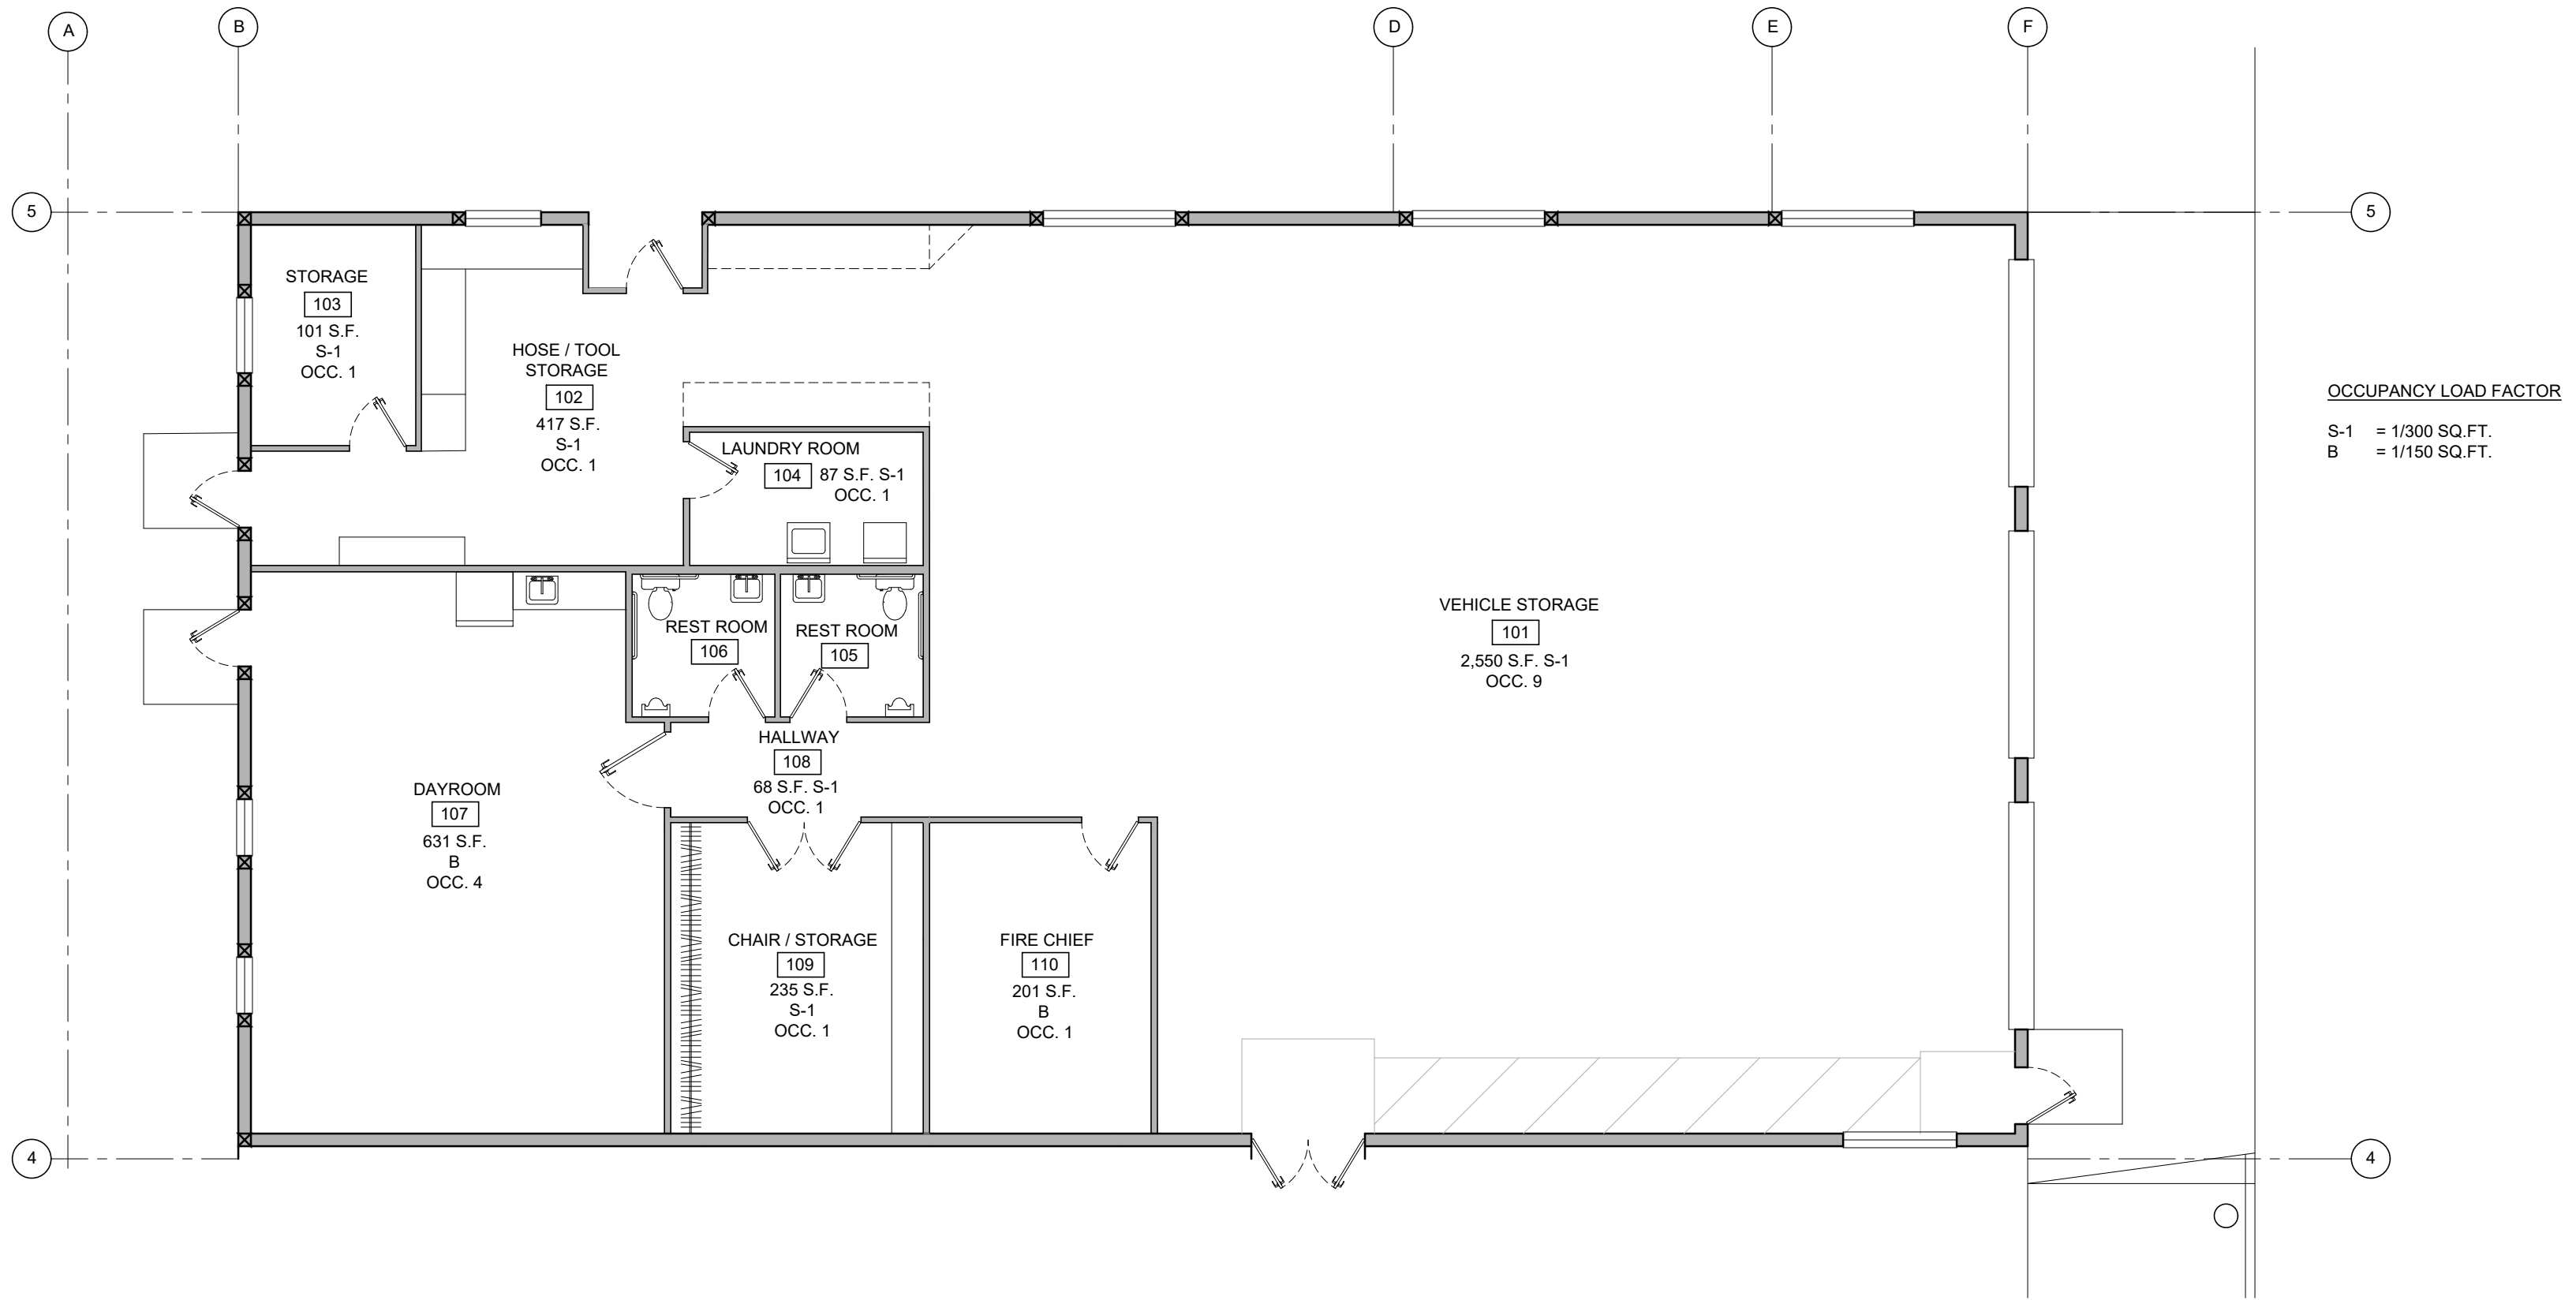 A
B
D
E
F
5
5
STORAGE
103
101 S.F.
S-1
OCC. 1
HOSE / TOOL
STORAGE
102
417 S.F.
S-1
OCC. 1
LAUNDRY ROOM
104 87 S.F. S-1
OCC. 1
OCCUPANCY LOAD FACTOR
S-1 = 1/300 SQ.FT.
B = 1/150 SQ.FT.
REST ROOM
106
REST ROOM
105
VEHICLE STORAGE
101
2,550 S.F. S-1
OCC. 9
HALLWAY
108
68 S.F. S-1
OCC. 1
DAYROOM
107
631 S.F.
B
OCC. 4
CHAIR / STORAGE
109
235 S.F.
S-1
OCC. 1
FIRE CHIEF
110
201 S.F.
B
OCC. 1
4
4